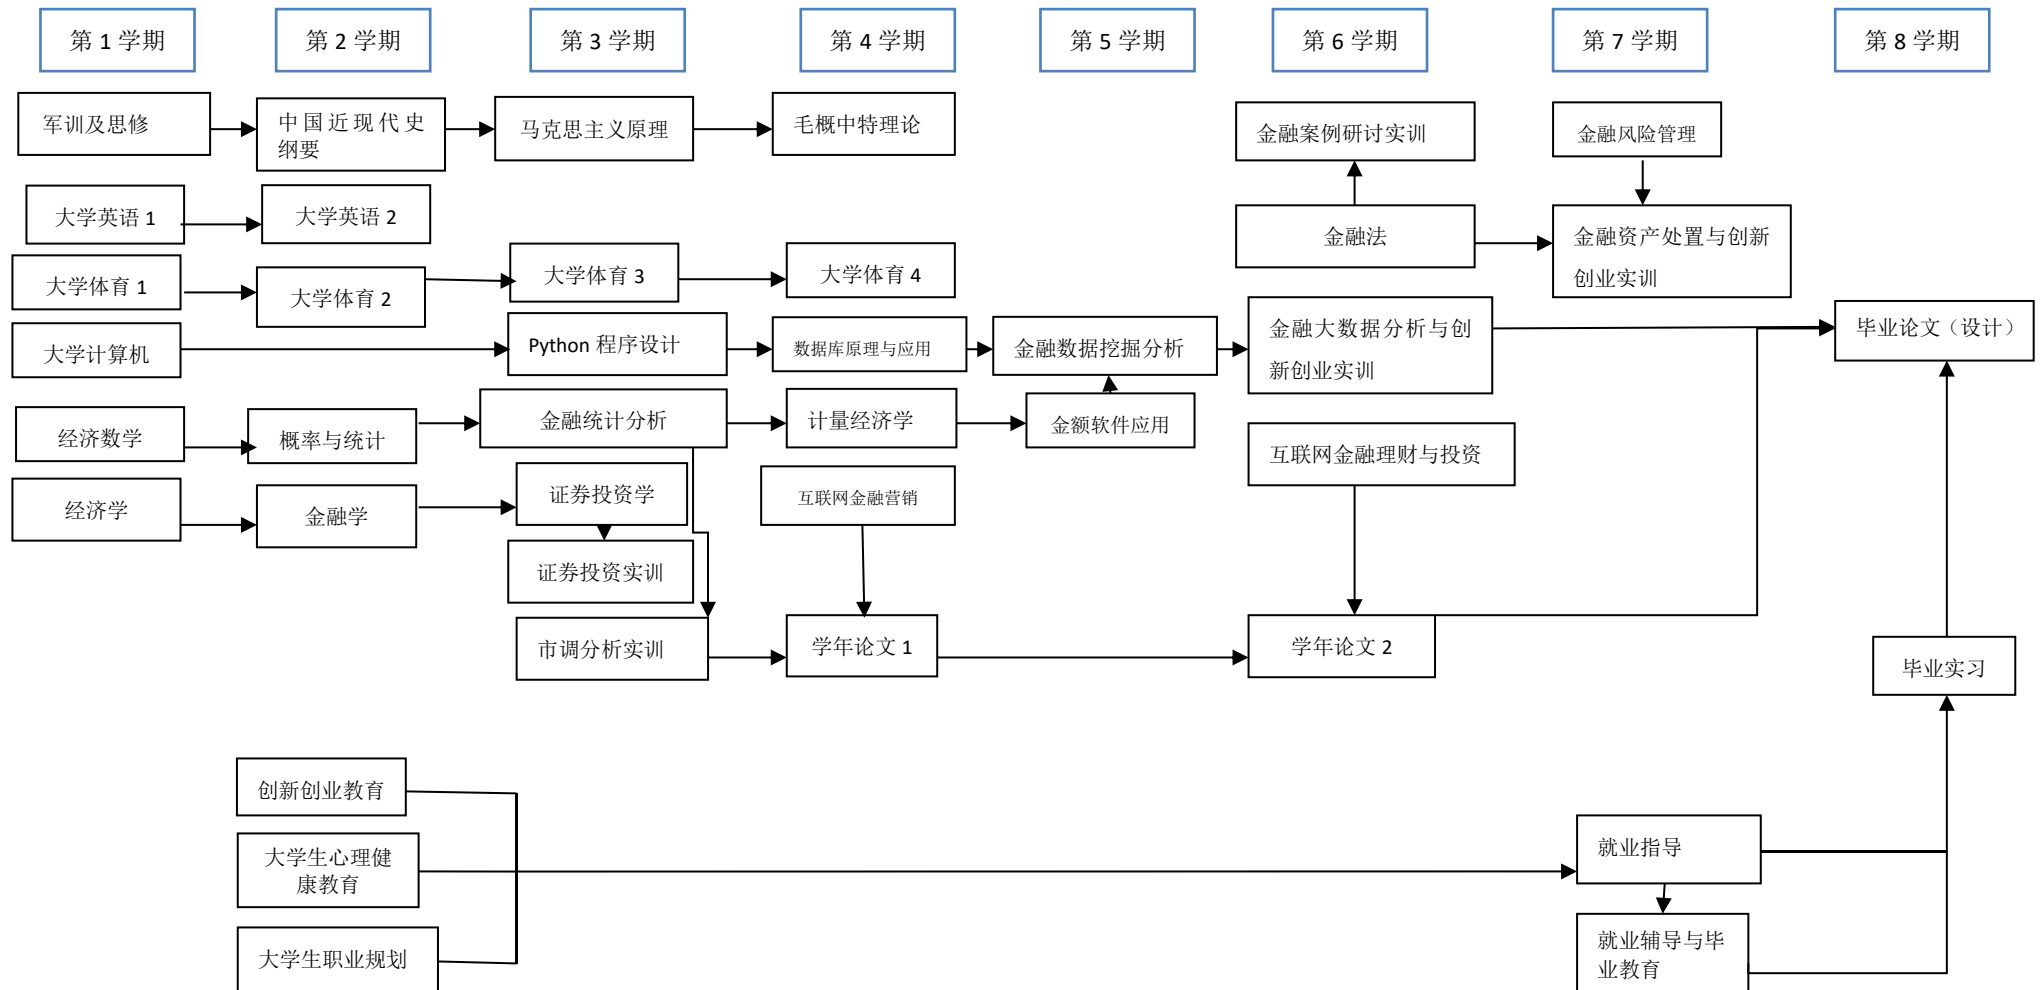 第 1 学期
第 2 学期
第 3 学期
第 4 学期
第 5 学期
第 6 学期
第 7 学期
第 8 学期
军训及思修
中国近现代史
纲要
马克思主义原理
毛概中特理论
金融案例研讨实训
金融风险管理
大学英语 1
大学英语 2
金融法
金融资产处置与创新
创业实训
大学体育 1
大学体育 2
大学体育 3
大学体育 4
大学计算机
Python 程序设计
数据库原理与应用
金融数据挖掘分析
金融大数据分析与创
新创业实训
毕业论文（设计）
经济数学
概率与统计
金融统计分析
计量经济学
金额软件应用
互联网金融理财与投资
经济学
金融学
证券投资学
互联网金融营销
证券投资实训
市调分析实训
学年论文 1
学年论文 2
毕业实习
创新创业教育
大学生心理健
康教育
就业指导
大学生职业规划
就业辅导与毕
业教育